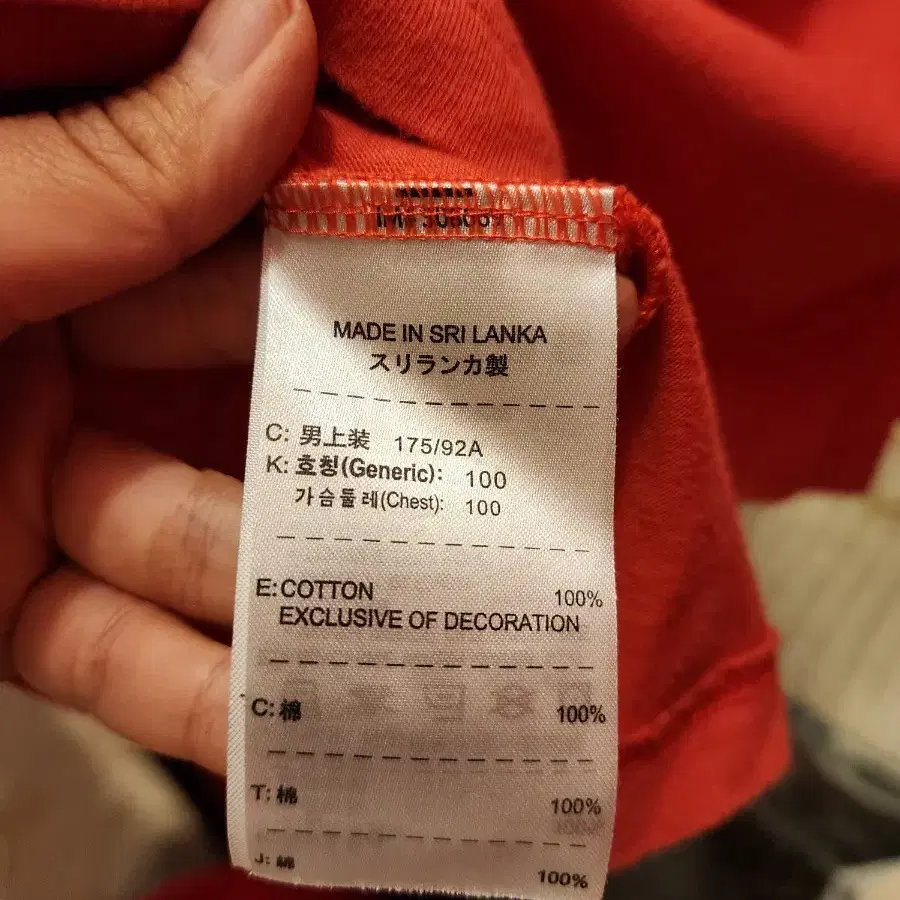 MADE IN SRI LANKA
スリランカ製
C: 男上装 175/92A
K: 호칭(Generic): 100
가슴둘레(Chest): 100
E: COTTON 100%
EXCLUSIVE OF DECORATION
C: 棉 100%
T: 棉 100%
J: 綿 100%